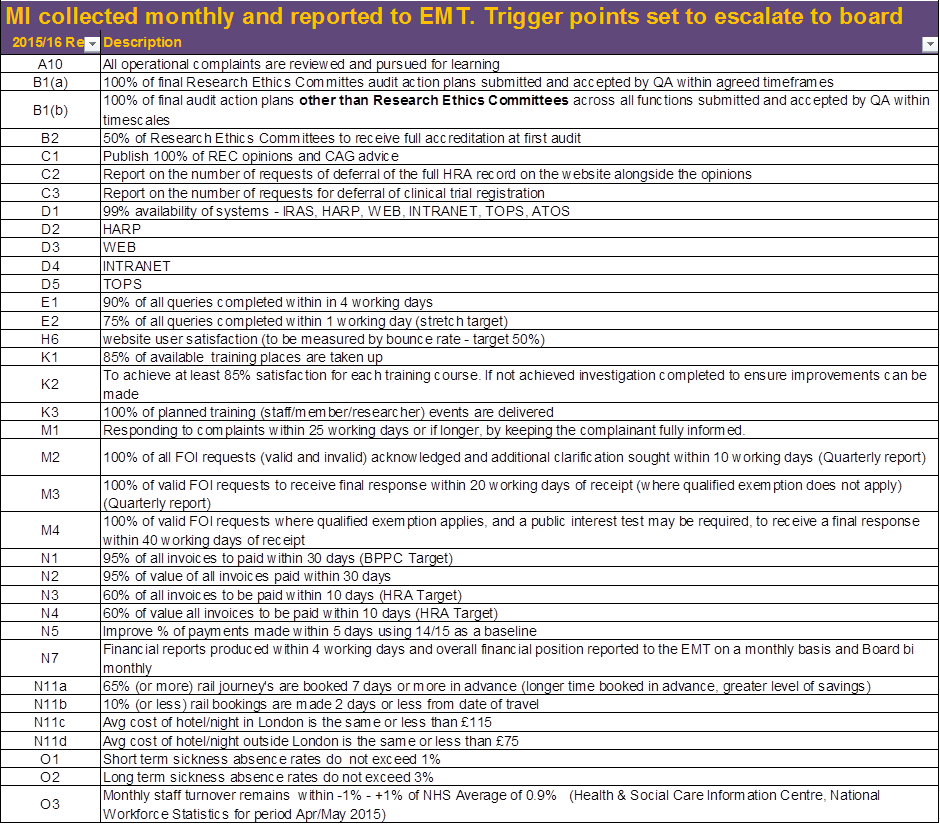 MI collected monthly and reported to EMT. Trigger points set to escalate to board
2015/16 Re Description
A10 All operational complaints are reviewed and pursued for learning
B1(a) 100% of final Research Ethics Committes audit action plans submitted and accepted by QA within agreed timeframes
B1(b) 100% of final audit action plans other than Research Ethics Committees across all functions submitted and accepted by QA within
timescales
B2 50% of Research Ethics Committees to receive full accreditation at first audit
C1 Publish 100% of REC opinions and CAG advice
C2 Report on the number of requests of deferral of the full HRA record on the website alongside the opinions
C3 Report on the number of requests for deferral of clinical trial registration
D1 99% availability of systems - IRAS, HARP, WEB, INTRANET, TOPS, ATOS
D2 HARP
D3 WEB
D4 INTRANET
D5 TOPS
E1 90% of all queries completed within in 4 working days
E2 75% of all queries completed within 1 working day (stretch target)
H6 website user satisfaction (to be measured by bounce rate - target 50%)
K1 85% of available training places are taken up
K2 To achieve at least 85% satisfaction for each training course. If not achieved investigation completed to ensure improvements can be
made
K3 100% of planned training (staff/member/researcher) events are delivered
M1 Responding to complaints within 25 working days or if longer, by keeping the complainant fully informed.
M2 100% of all FOI requests (valid and invalid) acknowledged and additional clarification sought within 10 working days (Quarterly report)
M3 100% of valid FOI requests to receive final response within 20 working days of receipt (where qualified exemption does not apply)
(Quarterly report)
M4 100% of valid FOI requests where qualified exemption applies, and a public interest test may be required, to receive a final response
within 40 working days of receipt
N1 95% of all invoices to paid within 30 days (BPPC Target)
N2 95% of value of all invoices paid within 30 days
N3 60% of all invoices to be paid within 10 days (HRA Target)
N4 60% of value all invoices to be paid within 10 days (HRA Target)
N5 Improve % of payments made within 5 days using 14/15 as a baseline
N7 Financial reports produced within 4 working days and overall financial position reported to the EMT on a monthly basis and Board bi
monthly
N11a 65% (or more) rail journey's are booked 7 days or more in advance (longer time booked in advance, greater level of savings)
N11b 10% (or less) rail bookings are made 2 days or less from date of travel
N11c Avg cost of hotel/night in London is the same or less than £115
N11d Avg cost of hotel/night outside London is the same or less than £75
O1 Short term sickness absence rates do not exceed 1%
O2 Long term sickness absence rates do not exceed 3%
O3 Monthly staff turnover remains within -1% - +1% of NHS Average of 0.9% (Health & Social Care Information Centre, National
Workforce Statistics for period Apr/May 2015)